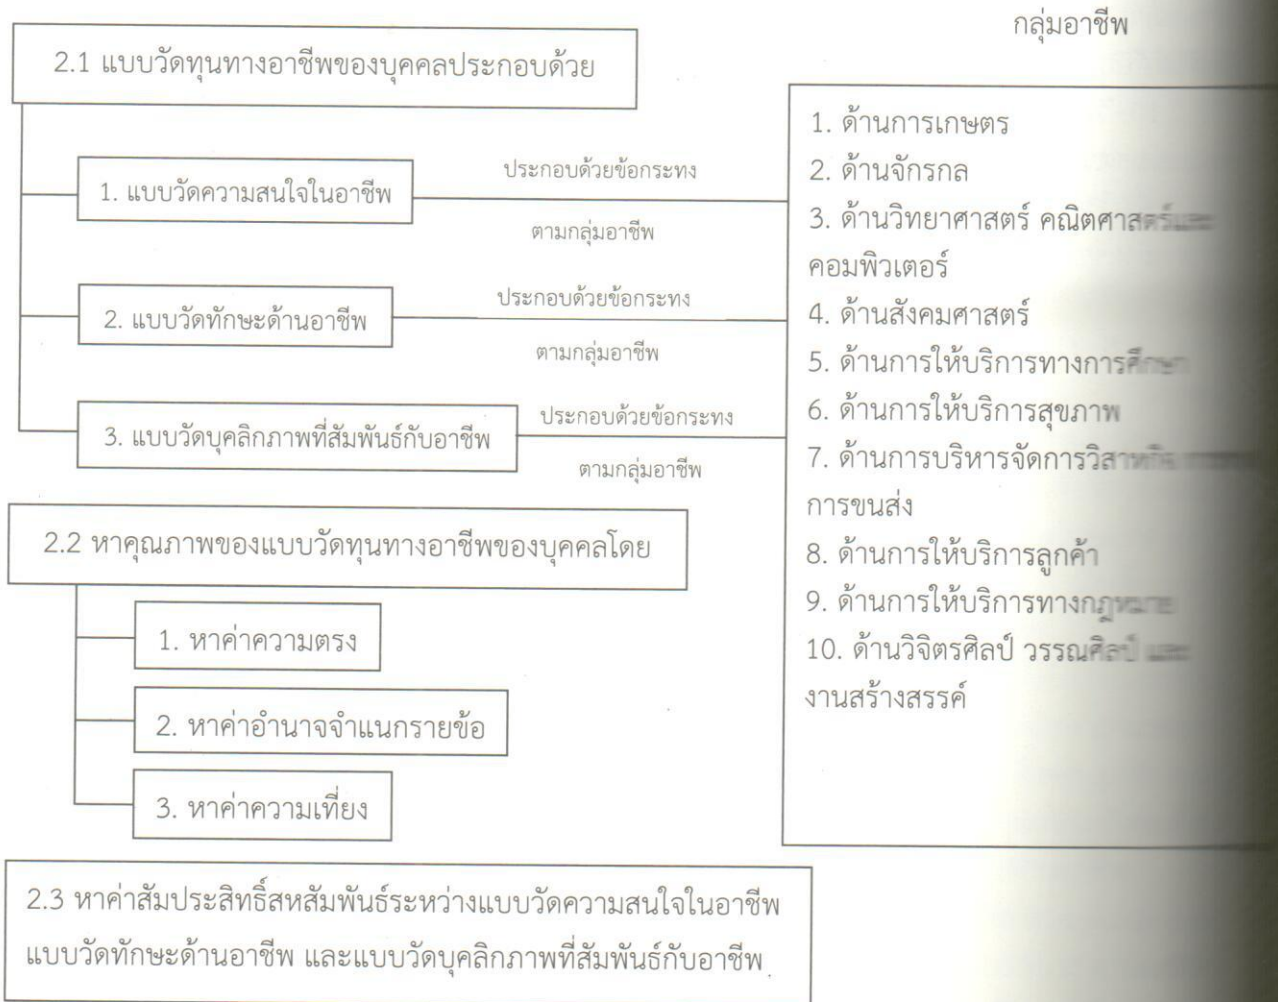 กลุ่มอาชีพ
2.1 แบบวัดทุนทางอาชีพของบุคคลประกอบด้วย
1. แบบวัดความสนใจในอาชีพ
ประกอบด้วยข้อกระทง
ตามกลุ่มอาชีพ
2. แบบวัดทักษะด้านอาชีพ
ประกอบด้วยข้อกระทง
ตามกลุ่มอาชีพ
3. แบบวัดบุคลิกภาพที่สัมพันธ์กับอาชีพ
ประกอบด้วยข้อกระทง
ตามกลุ่มอาชีพ
1. ด้านการเกษตร
2. ด้านจักรกล
3. ด้านวิทยาศาสตร์ คณิตศาสตร์และ
คอมพิวเตอร์
4. ด้านสังคมศาสตร์
5. ด้านการให้บริการทางการศึกษา
6. ด้านการให้บริการสุขภาพ
7. ด้านการบริหารจัดการวิสาหกิจ
การขนส่ง
8. ด้านการให้บริการลูกค้า
9. ด้านการให้บริการทางกฎหมาย
10. ด้านวิจิตรศิลป์ วรรณศิลป์ และ
งานสร้างสรรค์
2.2 หาคุณภาพของแบบวัดทุนทางอาชีพของบุคคลโดย
1. หาค่าความตรง
2. หาค่าอำนาจจำแนกรายข้อ
3. หาค่าความเที่ยง
2.3 หาค่าสัมประสิทธิ์สหสัมพันธ์ระหว่างแบบวัดความสนใจในอาชีพ
แบบวัดทักษะด้านอาชีพ และแบบวัดบุคลิกภาพที่สัมพันธ์กับอาชีพ